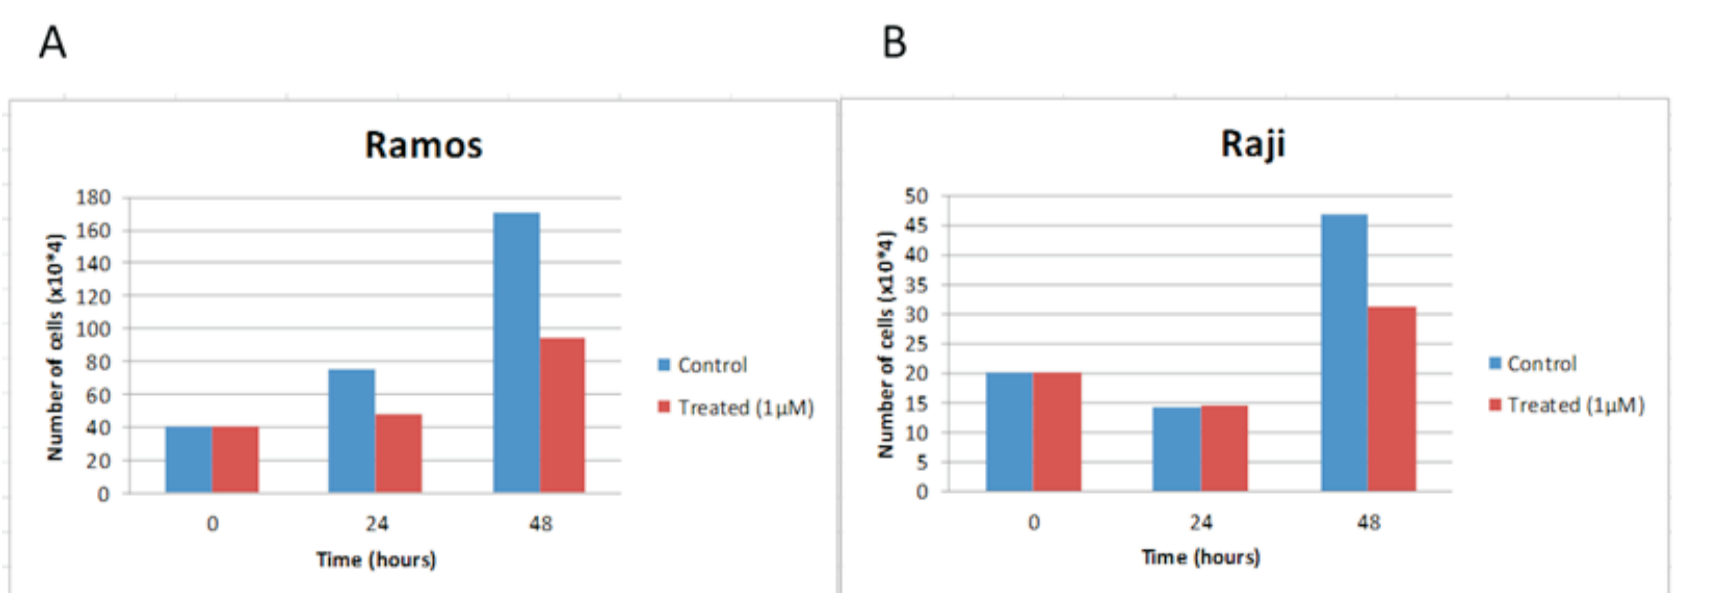 A
B
Ramos
180
160
140
120
100
80
60
40
20
0
Number of cells (x10*4)
0 24 48
Time (hours)
Control
Treated (1μM)
Raji
50
45
40
35
30
25
20
15
10
5
0
Number of cells (x10*4)
0 24 48
Time (hours)
Control
Treated (1μM)